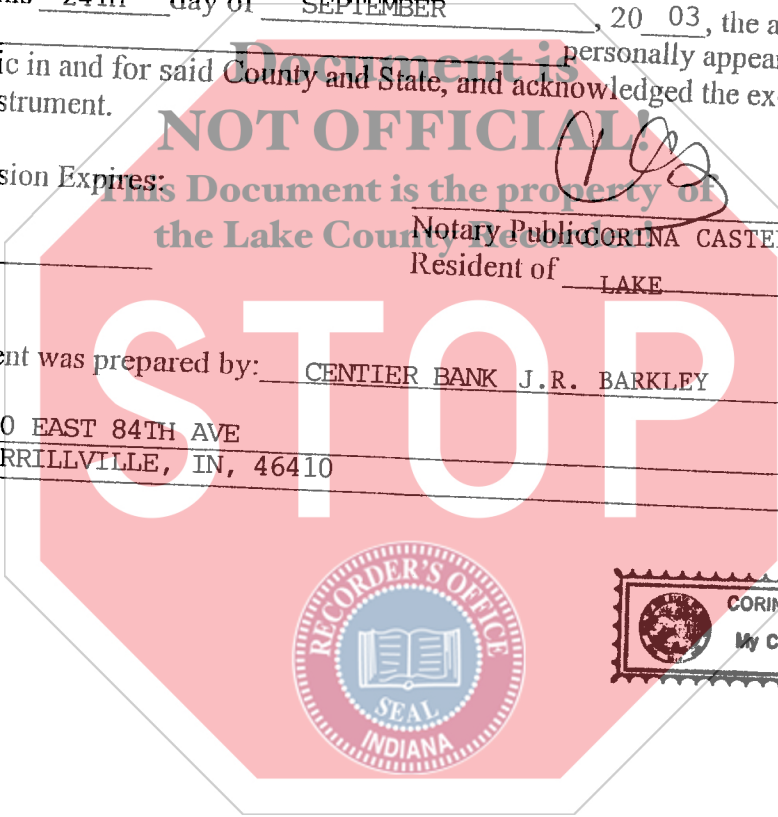 24TH day of SEPTEMBER, 20 03, the a
personally appear
ic in and for said County and State, and acknowledged the ex
strument.
Document is
NOT OFFICIAL!
sion Expires:
This Document is the property of
the Lake County Recorder!
Notary Public CORINA CASTE
Resident of LAKE
STOP
ent was prepared by: CENTIER BANK J.R. BARKLEY
0 EAST 84TH AVE
RRILLVILLE, IN, 46410
RECORDER'S OFFICE
SEAL
INDIANA
CORIN
My C